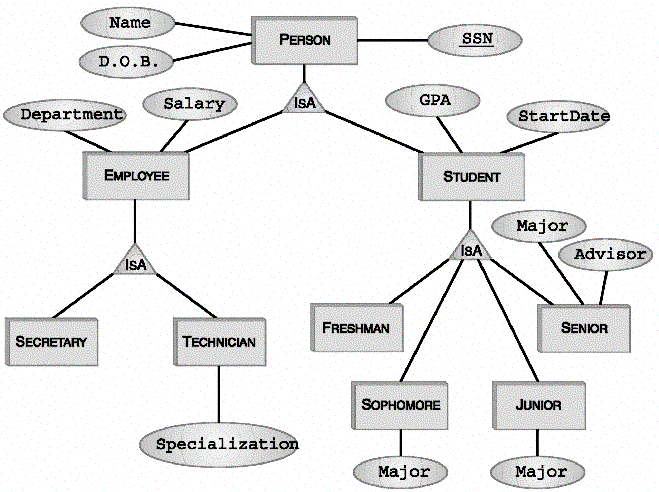 Name
PERSON
SSN
D.O.B.
IsA
Department
Salary
GPA
StartDate
EMPLOYEE
STUDENT
IsA
IsA
Major
Advisor
SECRETARY
TECHNICIAN
FRESHMAN
SENIOR
SOPHOMORE
JUNIOR
Specialization
Major
Major